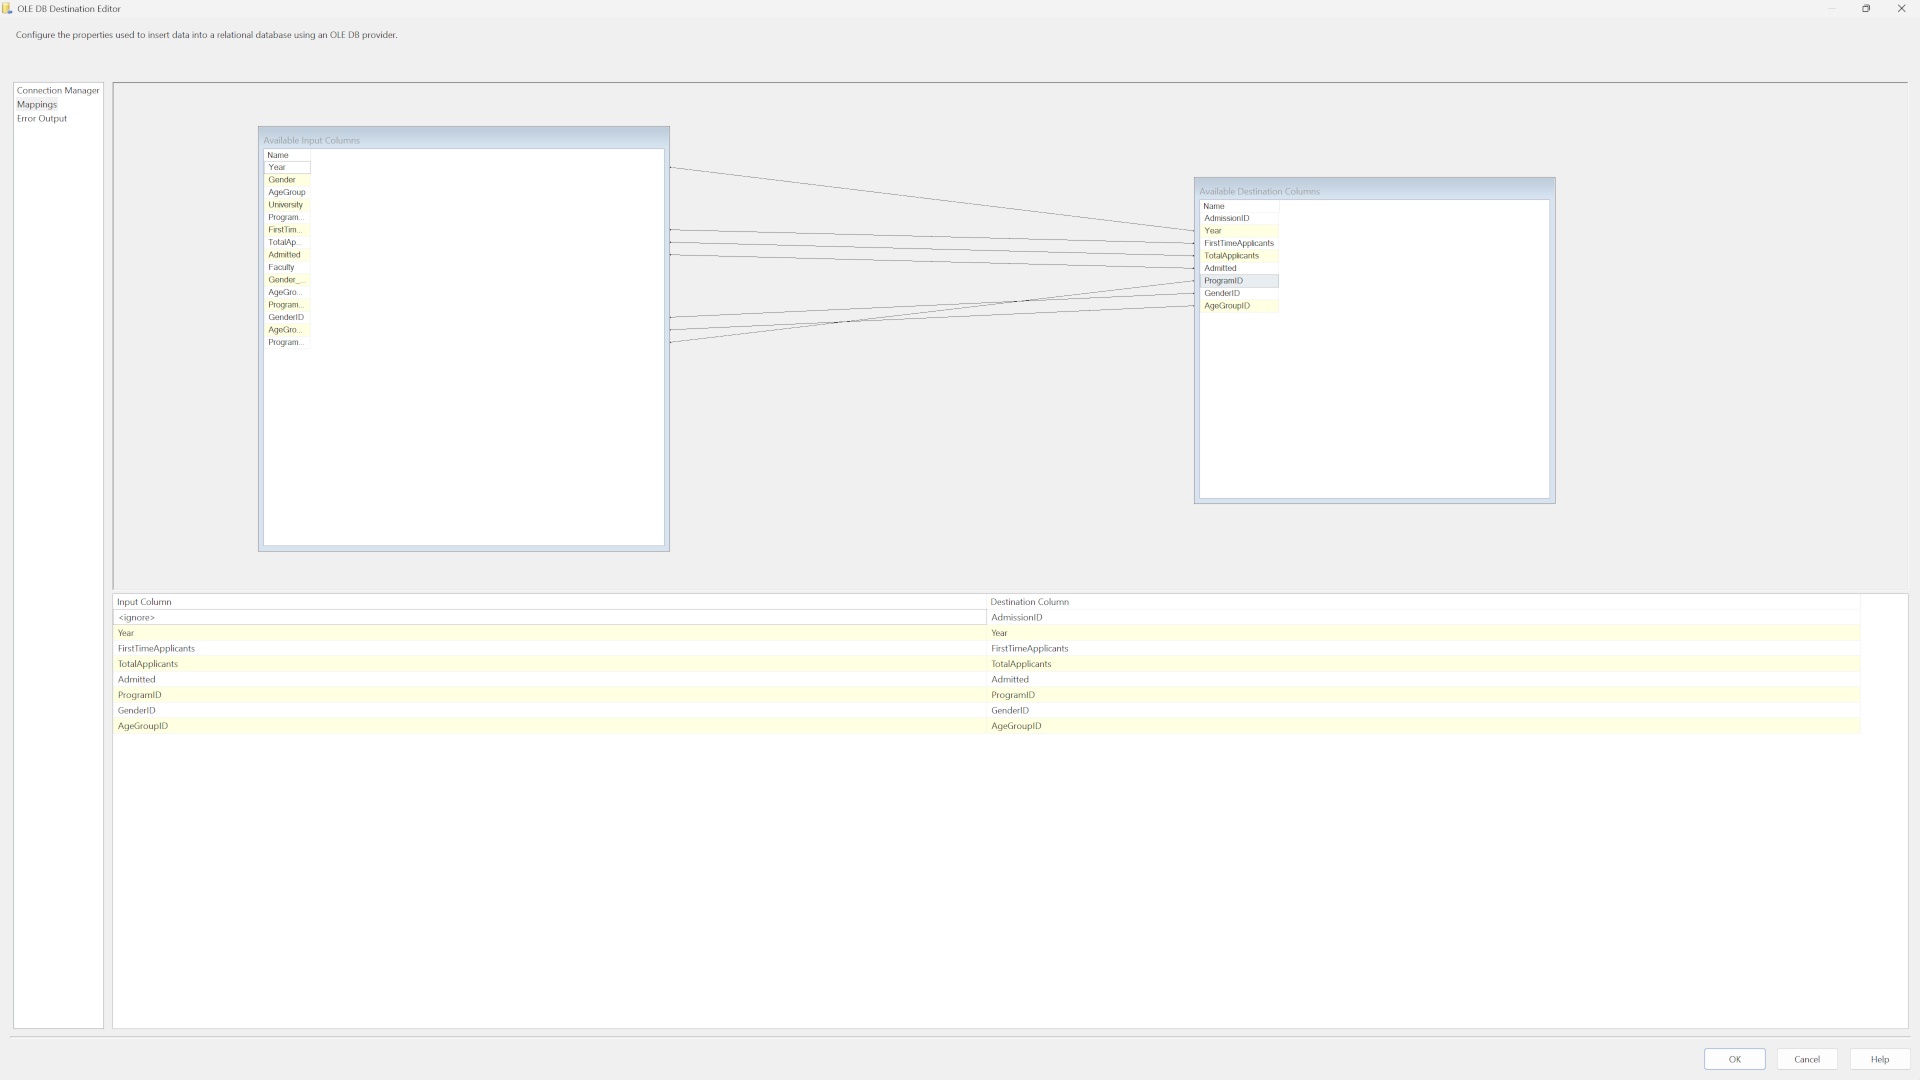 OLE DB Destination Editor
Configure the properties used to insert data into a relational database using an OLE DB provider.
Connection Manager
Mappings
Error Output
Available Input Columns
Name
Year
Gender
AgeGroup
University
Program...
FirstTim...
TotalAp...
Admitted
Faculty
Gender_...
AgeGro...
Program...
GenderID
AgeGro...
Program...
Available Destination Columns
Name
AdmissionID
Year
FirstTimeApplicants
TotalApplicants
Admitted
ProgramID
GenderID
AgeGroupID
Input Column Destination Column
<ignore> AdmissionID
Year Year
FirstTimeApplicants FirstTimeApplicants
TotalApplicants TotalApplicants
Admitted Admitted
ProgramID ProgramID
GenderID GenderID
AgeGroupID AgeGroupID
OK Cancel Help